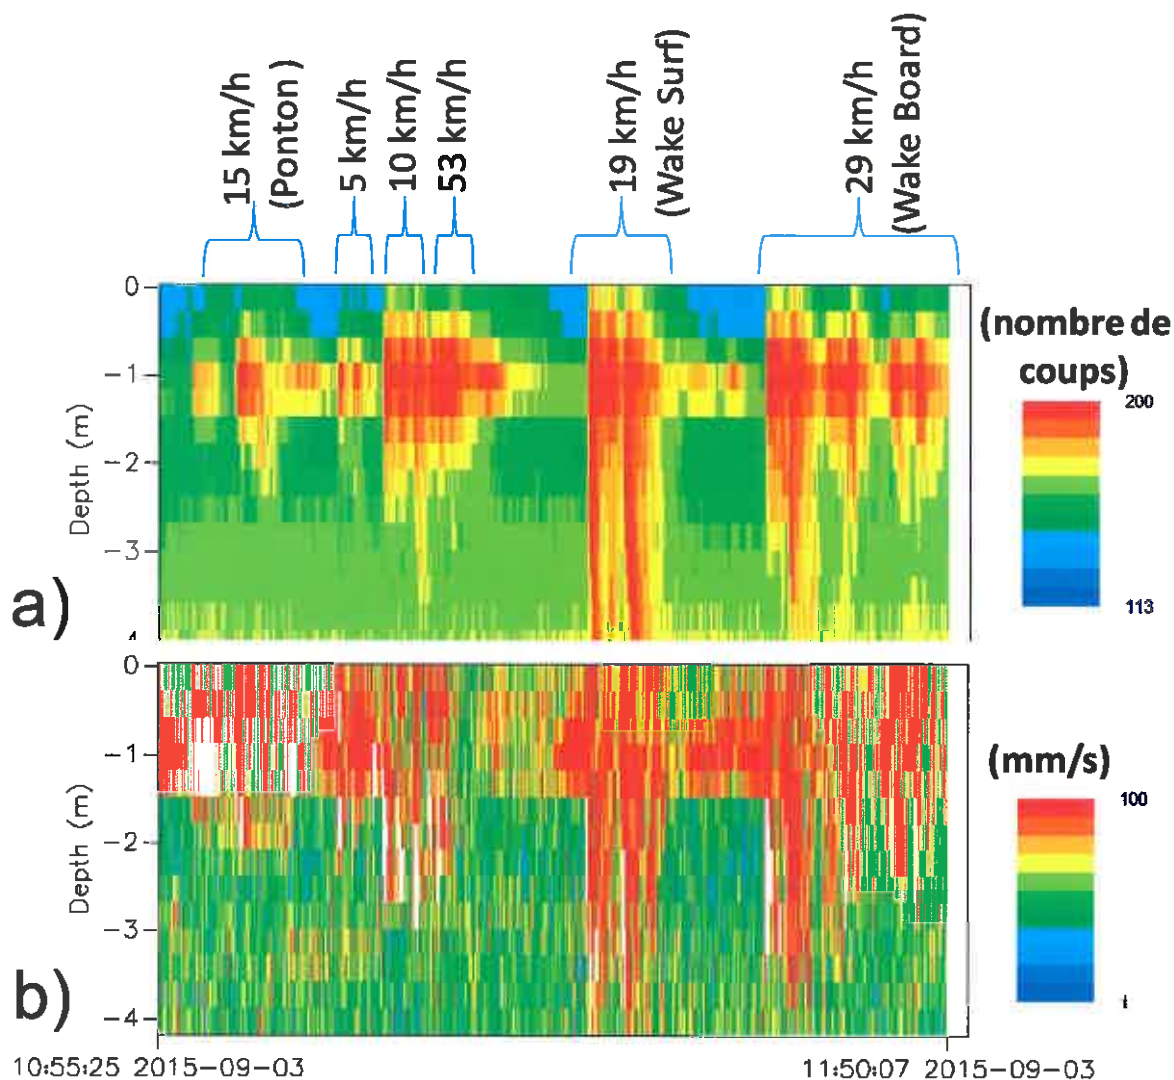 15 km/h
(Ponton )
5 km/h
10 km/h
53 km/h
19 km/h
(Wake Surf)
29 km/h
(Wake Board)
a)
Depth (m)
0
−1
−2
−3
(nombre de
coups)
200
113
b)
Depth (m)
0
−1
−2
−3
−4
(mm/s)
100
10:55:25 2015−09−03
11:50:07 2015−09−03